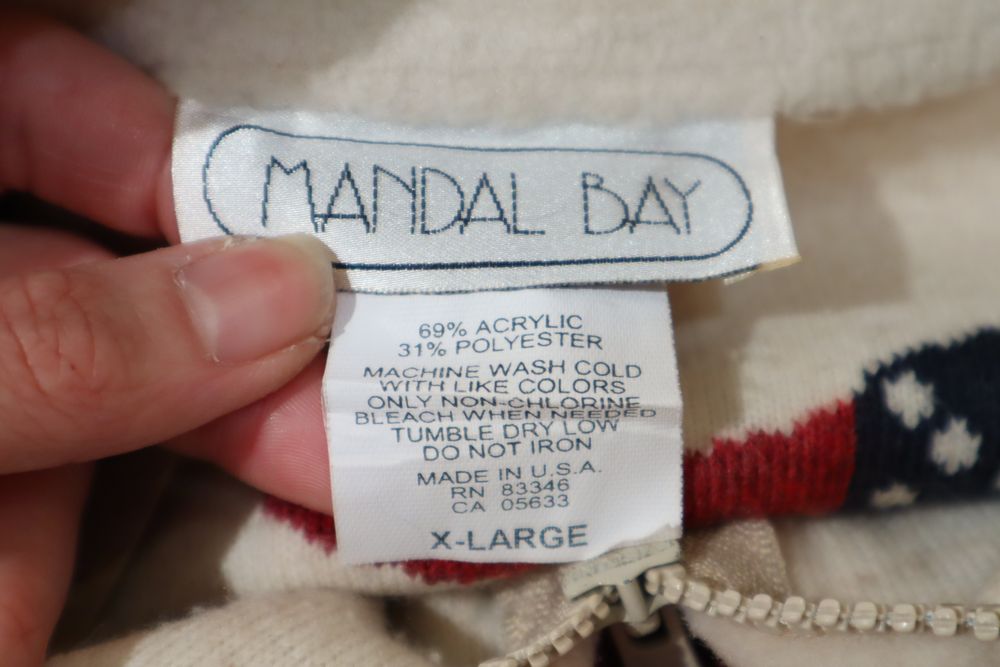 MANDAL BAY
69% ACRYLIC
31% POLYESTER
MACHINE WASH COLD
WITH LIKE COLORS
ONLY NON-CHLORINE
BLEACH WHEN NEEDED
TUMBLE DRY LOW
DO NOT IRON
MADE IN U.S.A.
RN 83346
CA 05633
X-LARGE